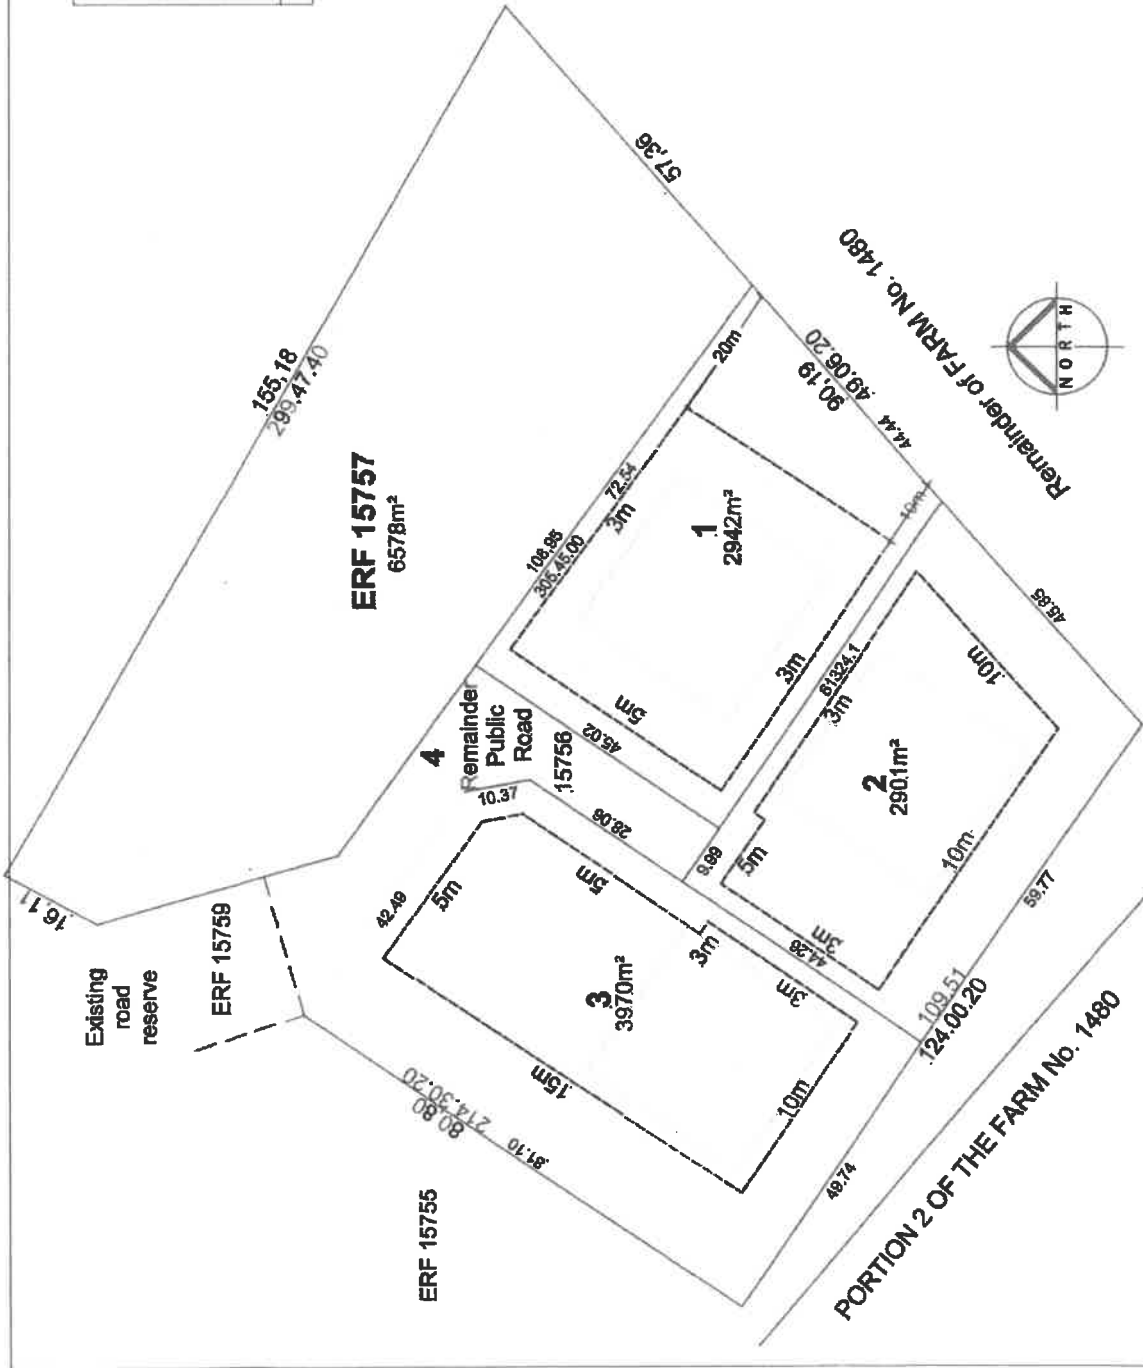 155,18
299.47.40
57,36
ERF 15757
6578m²
16.11
Existing
road
reserve
ERF 15759
108,95
305.45.00
72.54
3m
20m
1
2942m²
5m
3m
45.02
4
Remainder
Public
Road
15756
10.37
28.06
9.99
90,19
49.06.20
44.44
10m
Remainder of FARM No. 1480
NORTH
81324.1
3m
5m
2
2901m²
10m
10m
3m
45.85
59.77
44.26
42.49
5m
5m
3m
3m
3
3970m²
15m
10m
80.80
214.30.20
81.10
ERF 15755
49.74
109.51
124.00.20
PORTION 2 OF THE FARM No. 1480